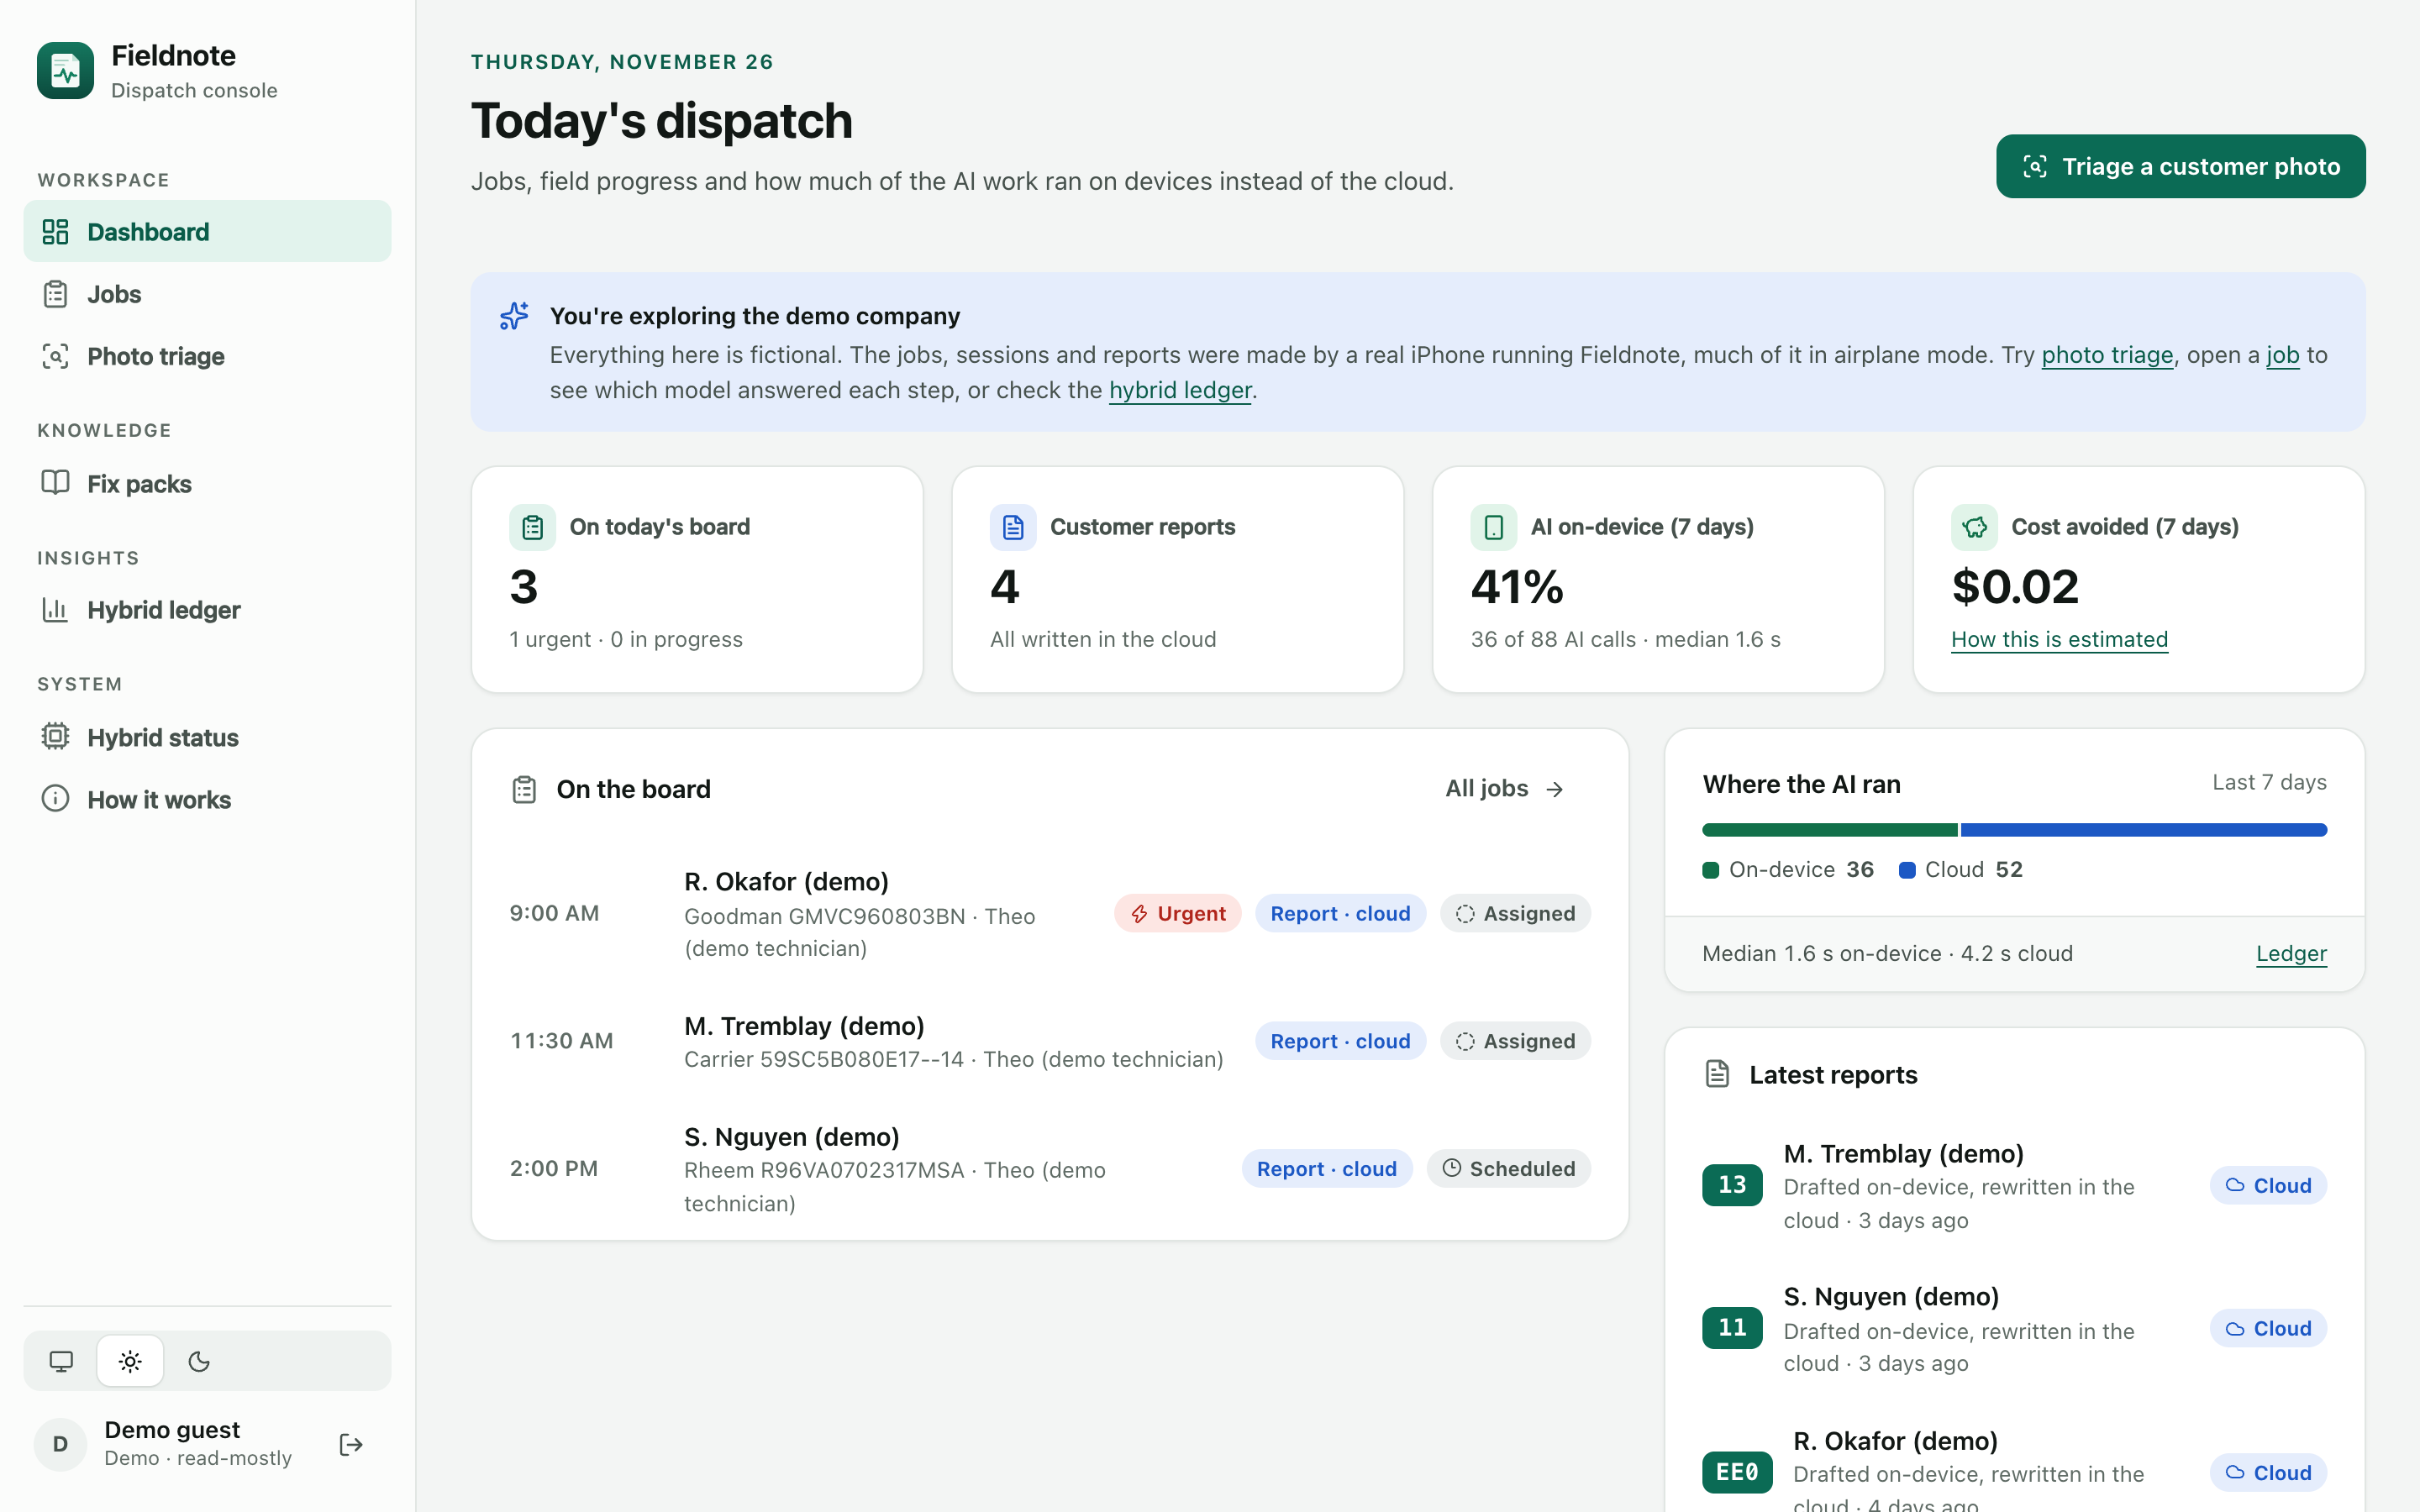 Fieldnote
Dispatch console
WORKSPACE
Dashboard
Jobs
Photo triage
KNOWLEDGE
Fix packs
INSIGHTS
Hybrid ledger
SYSTEM
Hybrid status
How it works
D
Demo guest
Demo · read-mostly
THURSDAY, NOVEMBER 26
Today's dispatch
Jobs, field progress and how much of the AI work ran on devices instead of the cloud.
Triage a customer photo
You're exploring the demo company
Everything here is fictional. The jobs, sessions and reports were made by a real iPhone running Fieldnote, much of it in airplane mode. Try photo triage, open a job to
see which model answered each step, or check the hybrid ledger.
On today's board
3
1 urgent · 0 in progress
Customer reports
4
All written in the cloud
AI on-device (7 days)
41%
36 of 88 AI calls · median 1.6 s
Cost avoided (7 days)
$0.02
How this is estimated
On the board
All jobs
9:00 AM
R. Okafor (demo)
Goodman GMVC960803BN · Theo
(demo technician)
Urgent
Report · cloud
Assigned
11:30 AM
M. Tremblay (demo)
Carrier 59SC5B080E17--14 · Theo (demo technician)
Report · cloud
Assigned
2:00 PM
S. Nguyen (demo)
Rheem R96VA0702317MSA · Theo (demo
technician)
Report · cloud
Scheduled
Where the AI ran
Last 7 days
On-device 36
Cloud 52
Median 1.6 s on-device · 4.2 s cloud
Ledger
Latest reports
13
M. Tremblay (demo)
Drafted on-device, rewritten in the
cloud · 3 days ago
Cloud
11
S. Nguyen (demo)
Drafted on-device, rewritten in the
cloud · 3 days ago
Cloud
EE0
R. Okafor (demo)
Drafted on-device, rewritten in the
cloud · 4 days ago
Cloud